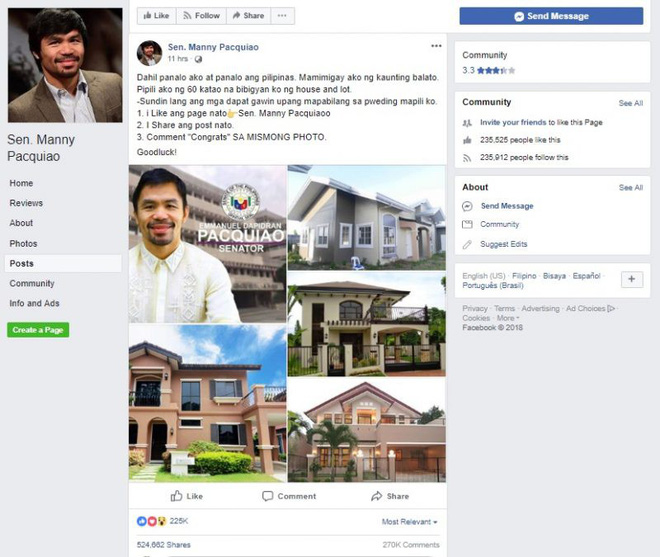 Like
Follow
Share
Send Message
Sen. Manny Pacquiao
11 hrs ·
Dahil panalo ako at panalo ang pilipinas. Mamimigay ako ng kaunting balato.
Pipili ako ng 60 katao na bibigyan ko ng house and lot.
-Sundin lang ang mga dapat gawin upang mapabilang sa pweding mapili ko.
1. i Like ang page nato👉Sen. Manny Pacquiaoo
2. I Share ang post nato.
3. Comment "Congrats" SA MISMONG PHOTO.
Goodluck!
EMMANUEL DAPIDRAN
PACQUIAO
SENATOR
Like
Comment
Share
225K
Most Relevant
524,662 Shares
270K Comments
Sen. Manny
Pacquiao
Home
Reviews
About
Photos
Posts
Community
Info and Ads
Create a Page
Community
3.3
Community
See All
Invite your friends to like this Page
235,525 people like this
235,912 people follow this
About
See All
Send Message
Community
Suggest Edits
English (US) · Filipino · Bisaya · Español ·
Português (Brasil)
Privacy · Terms · Advertising · Ad Choices
Cookies · More
Facebook © 2018